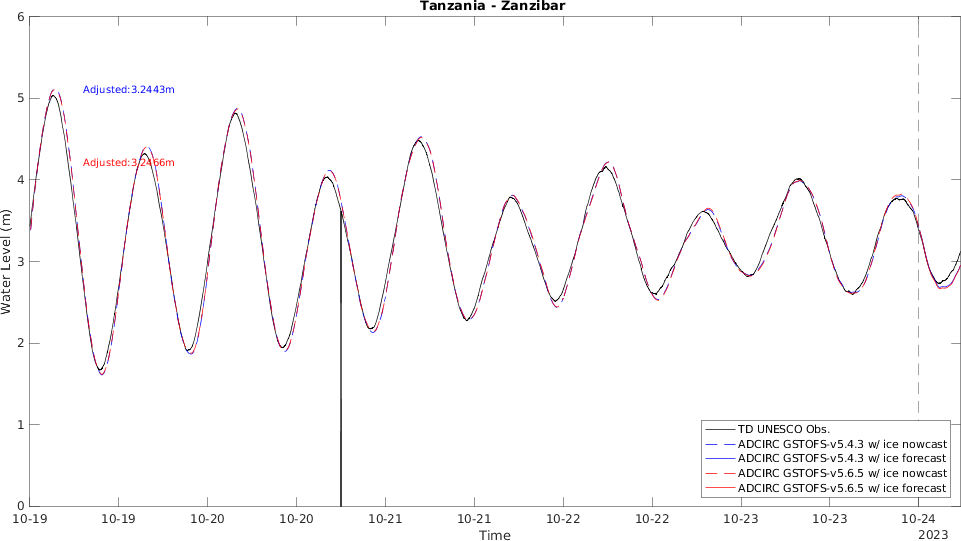 Tanzania - Zanzibar
6
5
4
3
2
1
0
Water Level (m)
Adjusted:3.2443m
Adjusted:3.2466m
TD UNESCO Obs.
ADCIRC GSTOFS-v5.4.3 w/ ice nowcast
ADCIRC GSTOFS-v5.4.3 w/ ice forecast
ADCIRC GSTOFS-v5.6.5 w/ ice nowcast
ADCIRC GSTOFS-v5.6.5 w/ ice forecast
10-19 10-19 10-20 10-20 10-21 10-21 10-22 10-22 10-23 10-23 10-24
Time
2023